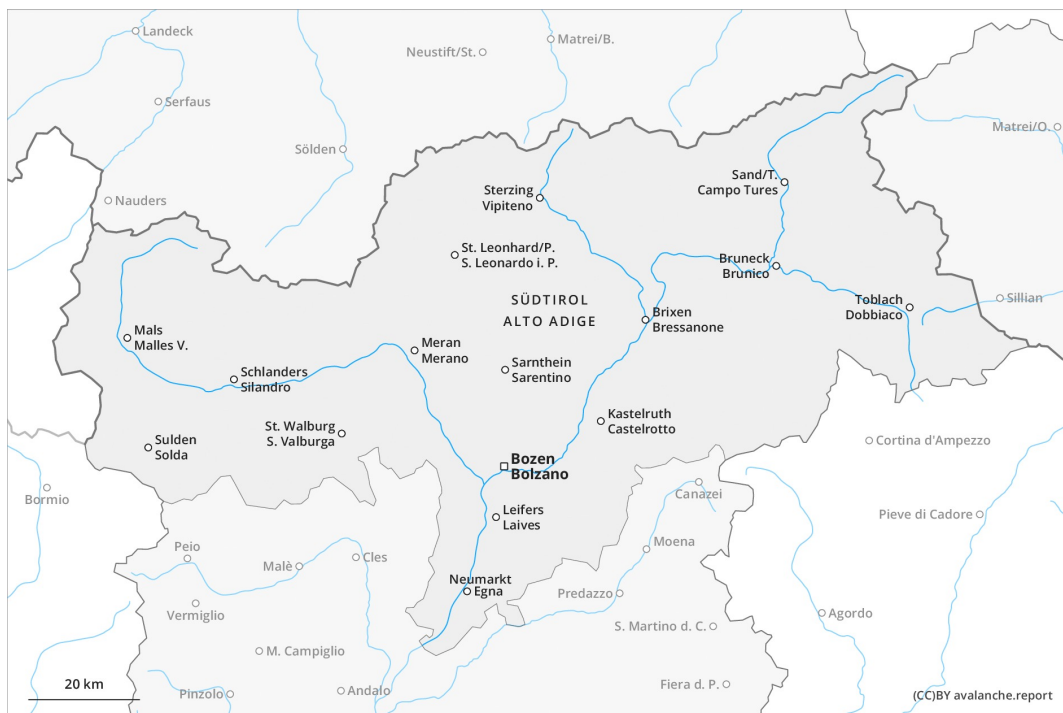 Landeck
Neustift/St.
Matrei/B.
Serfaus
Matrei/O.
Sölden
Nauders
Sterzing
Vipiteno
Sand/T.
Campo Tures
St. Leonhard/P.
S. Leonardo i. P.
Bruneck
Brunico
SÜDTIROL
ALTO ADIGE
Toblach
Dobbiaco
Sillian
Brixen
Bressanone
Mals
Malles V.
Meran
Merano
Sarnthein
Sarentino
Schlanders
Silandro
Kastelruth
Castelrotto
St. Walburg
S. Valburga
Sulden
Solda
Cortina d'Ampezzo
Bozen
Bolzano
Bormio
Canazei
Leifers
Laives
Pieve di Cadore
Peio
Malè
Cles
Moena
Neumarkt
Egna
Predazzo
Vermiglio
Agordo
S. Martino d. C.
M. Campiglio
20 km
Pinzolo
Andalo
Fiera d. P.
(CC)BY avalanche.report